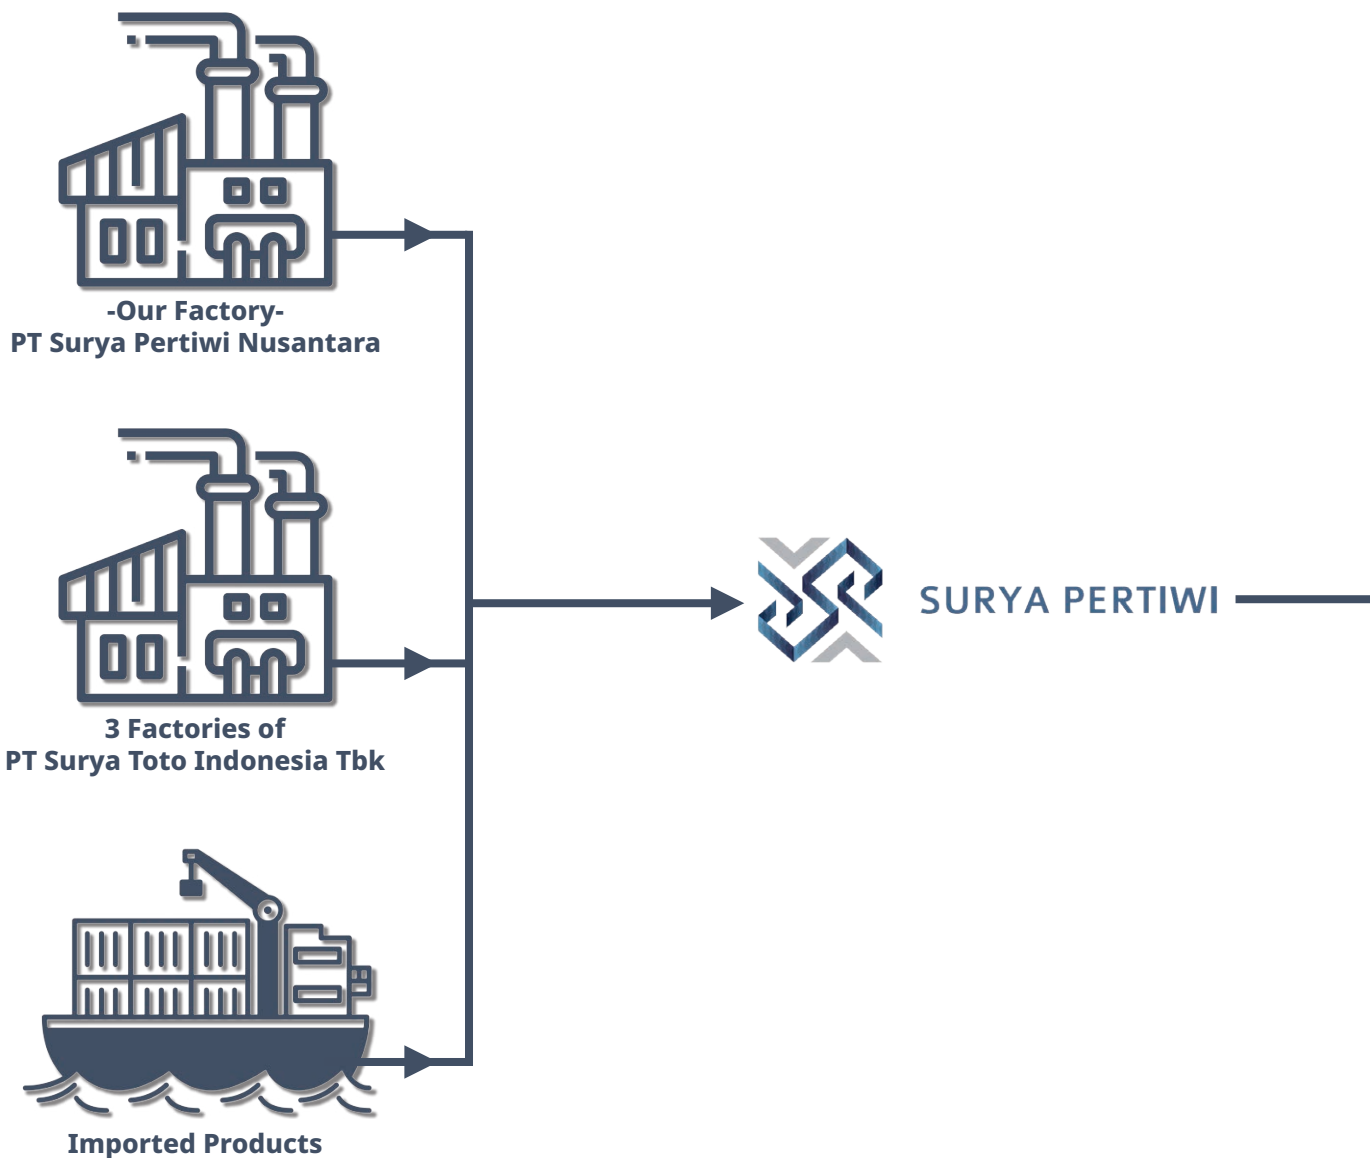 -Our Factory-
PT Surya Pertiwi Nusantara
3 Factories of
PT Surya Toto Indonesia Tbk
SURYA PERTIWI
Imported Products